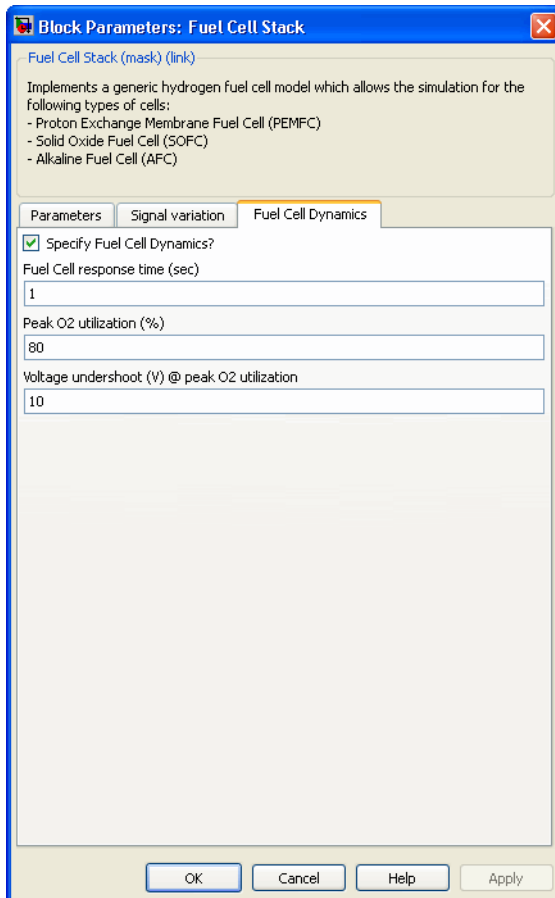 Block Parameters: Fuel Cell Stack
Fuel Cell Stack (mask) (link)
Implements a generic hydrogen fuel cell model which allows the simulation for the
following types of cells:
- Proton Exchange Membrane Fuel Cell (PEMFC)
- Solid Oxide Fuel Cell (SOFC)
- Alkaline Fuel Cell (AFC)
Parameters Signal variation Fuel Cell Dynamics
Specify Fuel Cell Dynamics?
Fuel Cell response time (sec)
1
Peak O2 utilization (%)
80
Voltage undershoot (V) @ peak O2 utilization
10
OK Cancel Help Apply